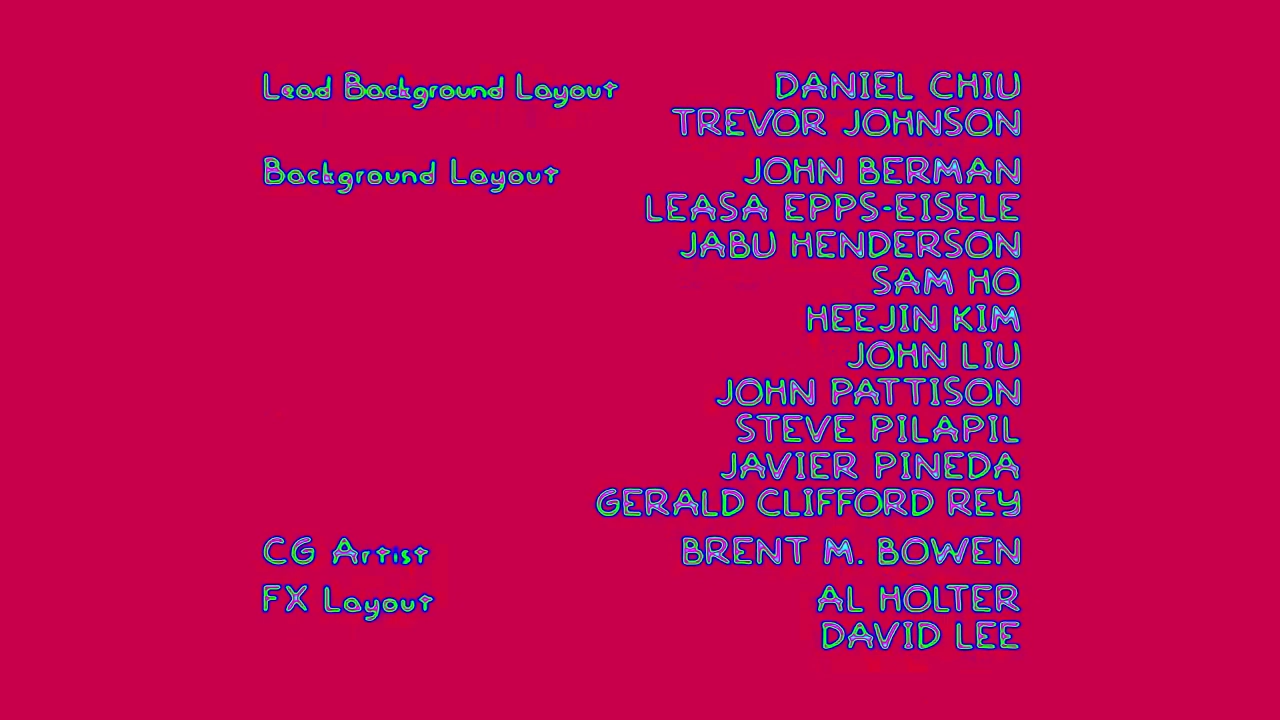 Lead Background Layout DANIEL CHIU
TREVOR JOHNSON
Background Layout JOHN BERMAN
LEASA EPPS-EISELE
JABU HENDERSON
SAM HO
HEEJIN KIM
JOHN LIU
JOHN PATTISON
STEVE PILAPIL
JAVIER PINEDA
GERALD CLIFFORD REY
CG Artist BRENT M. BOWEN
FX Layout AL HOLTER
DAVID LEE